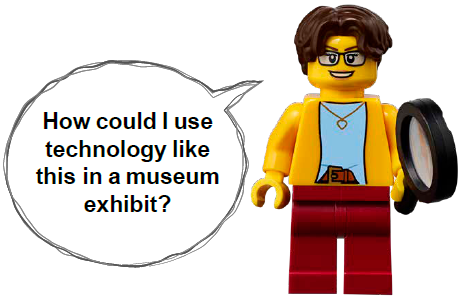 How could I use
technology like
this in a museum
exhibit?